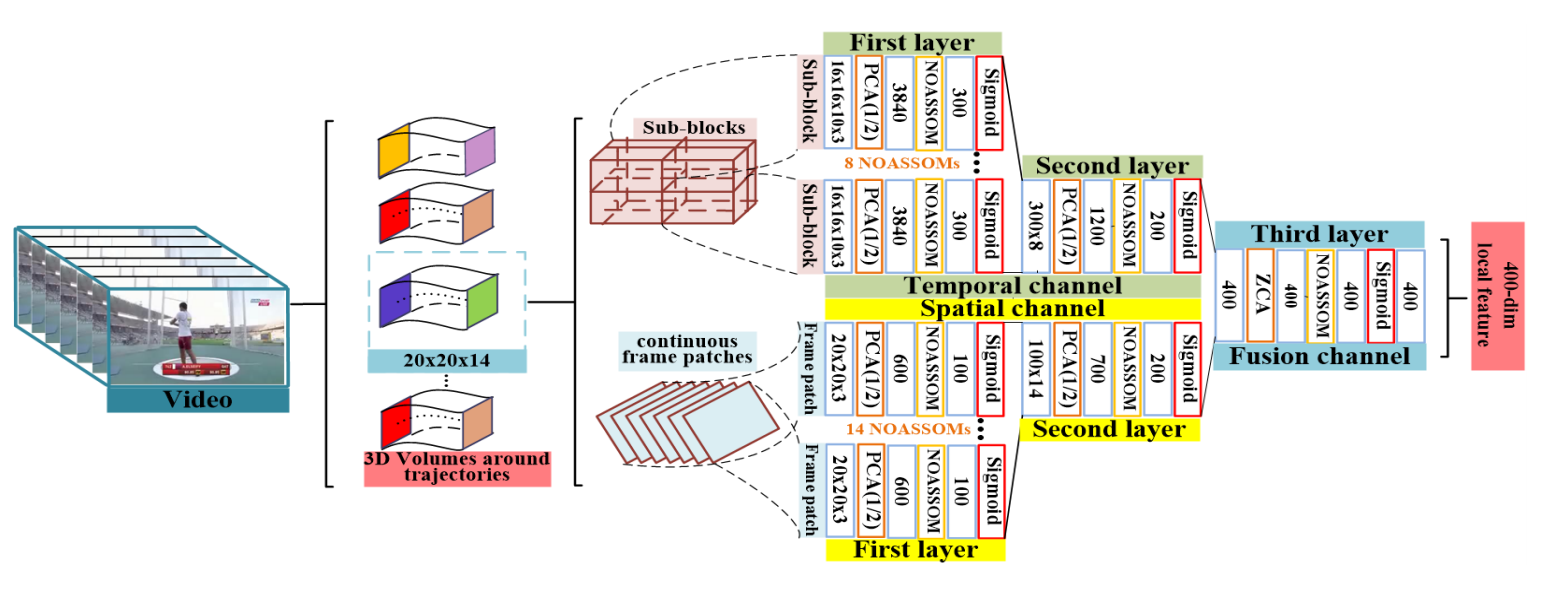 Video
20x20x14
3D Volumes around
trajectories
Sub-blocks
continuous
frame patches
First layer
Sub-block
16x16x10x3
PCA(1/2)
3840
NOASSOM
300
Sigmoid
8 NOASSOMs
Sub-block
16x16x10x3
PCA(1/2)
3840
NOASSOM
300
Sigmoid
Second layer
300x8
PCA(1/2)
1200
NOASSOM
200
Sigmoid
Temporal channel
Spatial channel
Frame patch
20x20x3
PCA(1/2)
600
NOASSOM
100
Sigmoid
14 NOASSOMs
Frame patch
20x20x3
PCA(1/2)
600
NOASSOM
100
Sigmoid
First layer
100x14
PCA(1/2)
700
NOASSOM
200
Sigmoid
Second layer
Third layer
400
ZCA
400
NOASSOM
400
Sigmoid
400
Fusion channel
400-dim
local feature